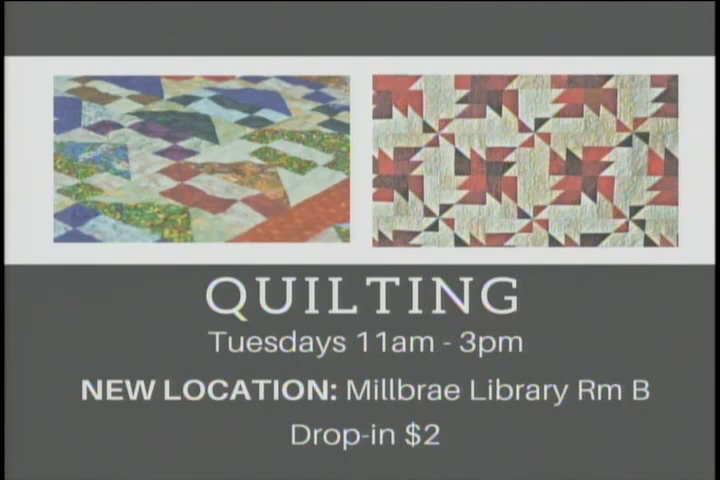 QUILTING
Tuesdays 11am - 3pm
NEW LOCATION: Millbrae Library Rm B
Drop-in $2